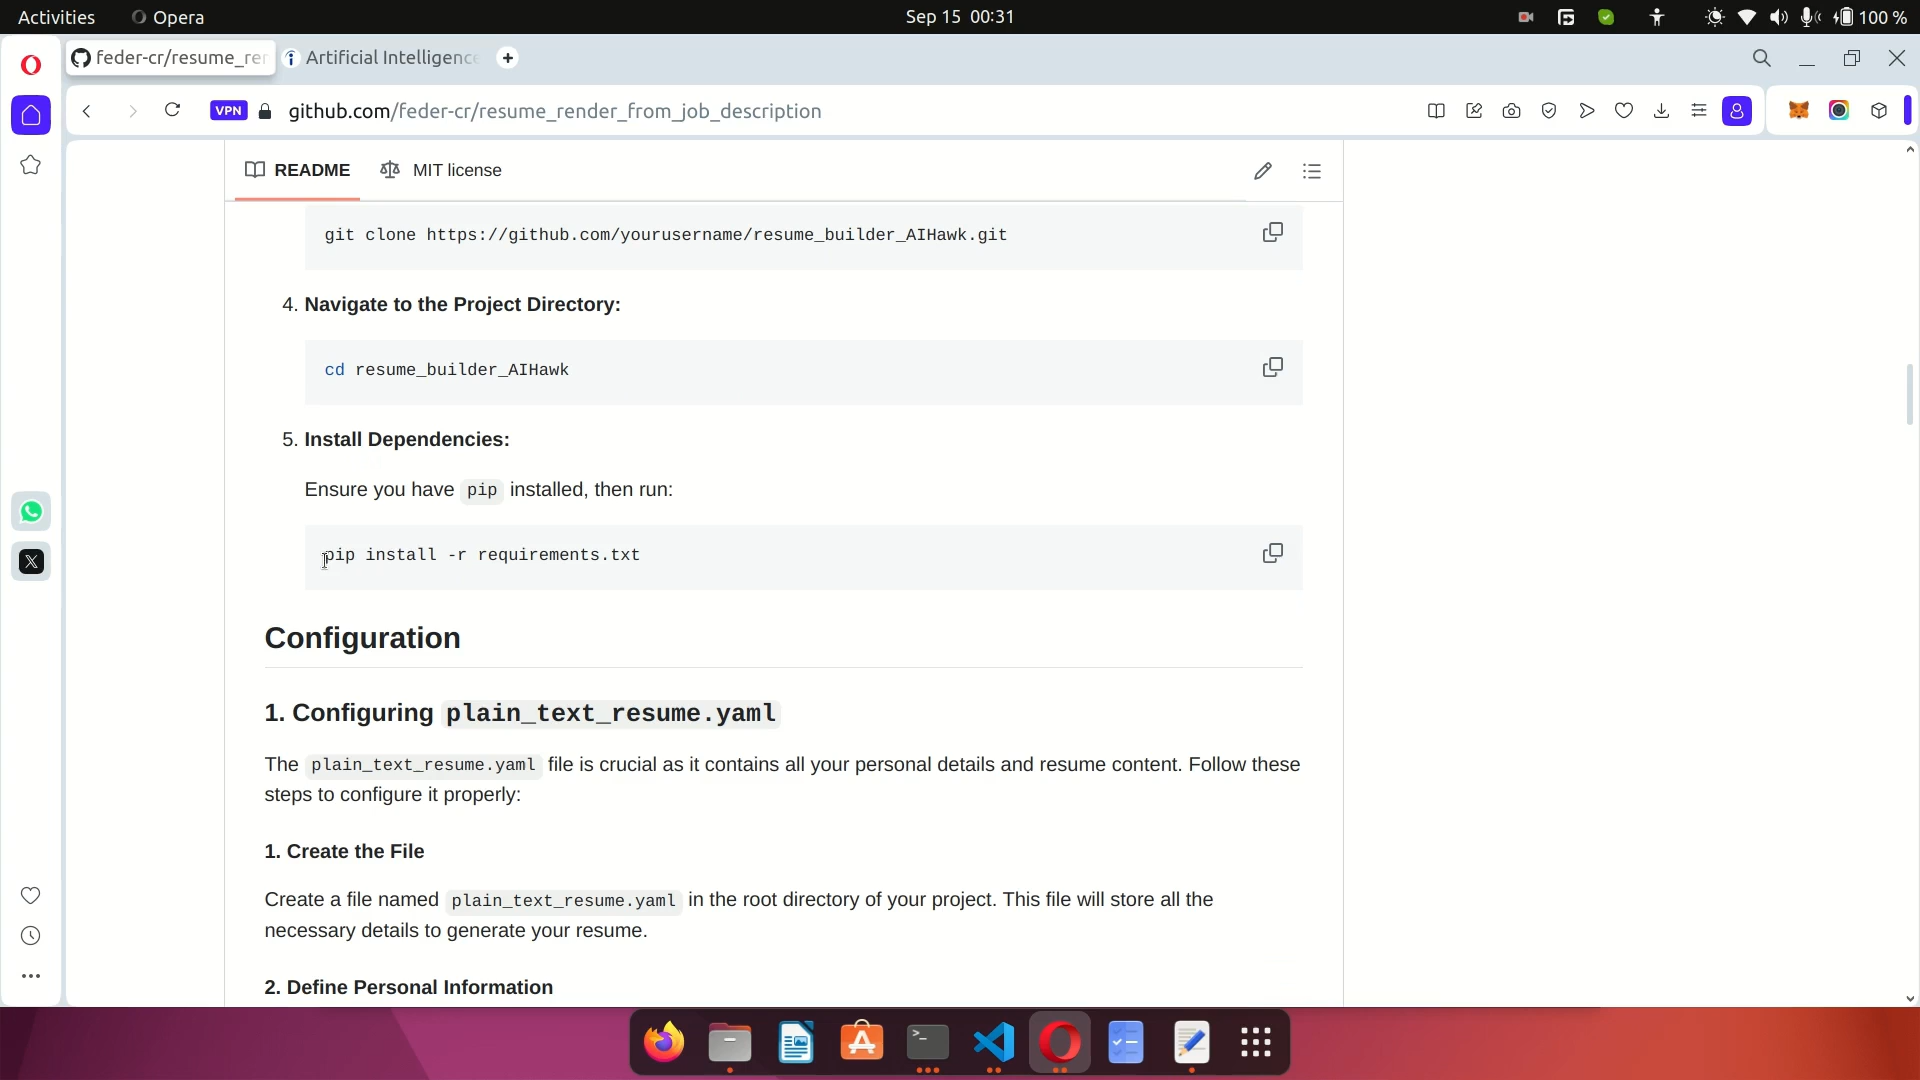 Activities
Opera
Sep 15 00:31
100 %
feder-cr/resume_rer
Artificial Intelligence
VPN
github.com/feder-cr/resume_render_from_job_description
README
MIT license
git clone https://github.com/yourusername/resume_builder_AIHawk.git
4. Navigate to the Project Directory:
cd resume_builder_AIHawk
5. Install Dependencies:
Ensure you have pip installed, then run:
pip install -r requirements.txt
Configuration
1. Configuring plain_text_resume.yaml
The plain_text_resume.yaml file is crucial as it contains all your personal details and resume content. Follow these
steps to configure it properly:
1. Create the File
Create a file named plain_text_resume.yaml in the root directory of your project. This file will store all the
necessary details to generate your resume.
2. Define Personal Information